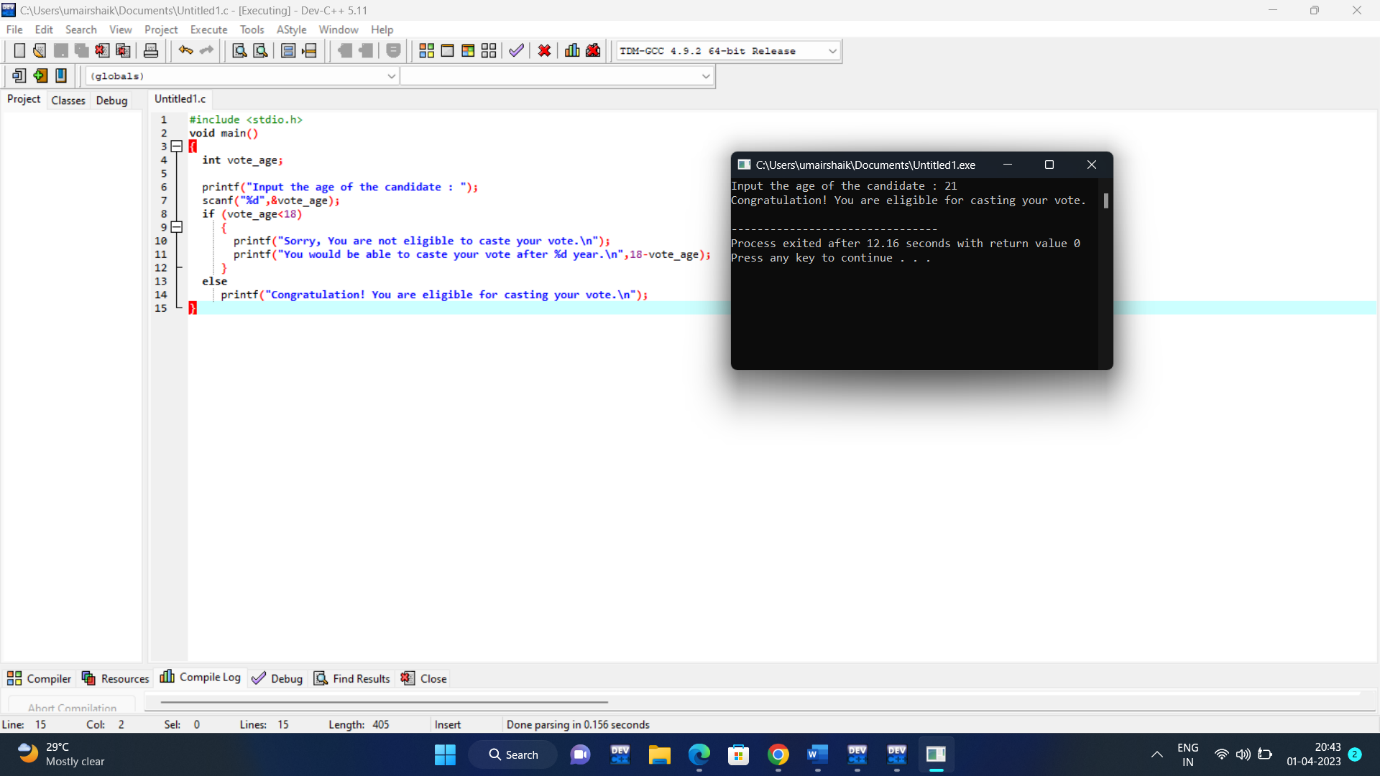 C:\Users\umairshaik\Documents\Untitled1.c - [Executing] - Dev-C++ 5.11
File Edit Search View Project Execute Tools AStyle Window Help
TDM-GCC 4.9.2 64-bit Release
(globals)
Project Classes Debug
Untitled1.c
1 #include <stdio.h>
2 void main()
3 {
4 int vote_age;
5
6 printf("Input the age of the candidate : ");
7 scanf("%d",&vote_age);
8 if (vote_age<18)
9 {
10 printf("Sorry, You are not eligible to caste your vote.\n");
11 printf("You would be able to caste your vote after %d year.\n",18-vote_age);
12 }
13 else
14 printf("Congratulation! You are eligible for casting your vote.\n");
15 }
C:\Users\umairshaik\Documents\Untitled1.exe
Input the age of the candidate : 21
Congratulation! You are eligible for casting your vote.
--------------------------------
Process exited after 12.16 seconds with return value 0
Press any key to continue . . .
Compiler Resources Compile Log Debug Find Results Close
Abort Compilation
Line: 15 Col: 2 Sel: 0 Lines: 15 Length: 405 Insert Done parsing in 0.156 seconds
29°C
Mostly clear
Search
DEV
DEV
DEV
W
ENG
IN
20:43
01-04-2023
2